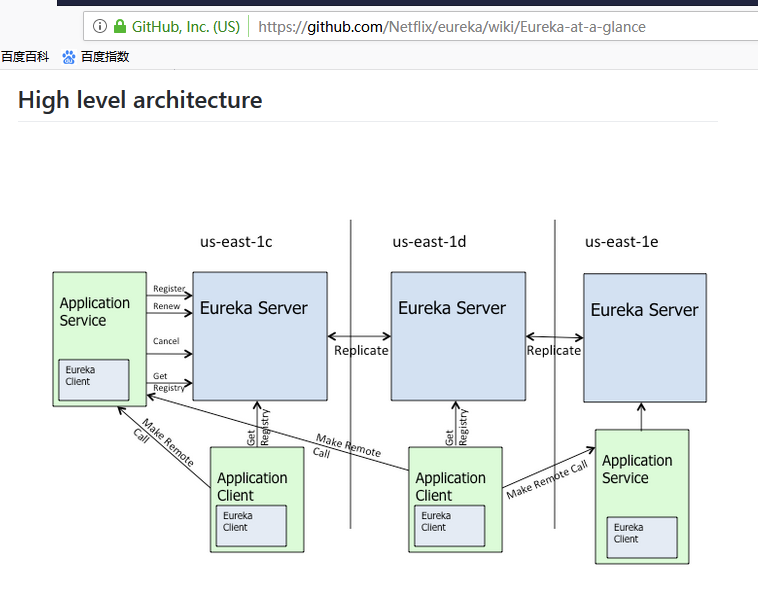 GitHub, Inc. (US)
https://github.com/Netflix/eureka/wiki/Eureka-at-a-glance
百度百科
百度指数
High level architecture
us-east-1c
us-east-1d
us-east-1e
Application
Service
Eureka
Client
Register
Renew
Cancel
Get
Registry
Eureka Server
Replicate
Eureka Server
Replicate
Eureka Server
Make Remote
Call
Get
Registry
Make Remote
Call
Get
Registry
Make Remote Call
Application
Client
Eureka
Client
Application
Client
Eureka
Client
Application
Service
Eureka
Client